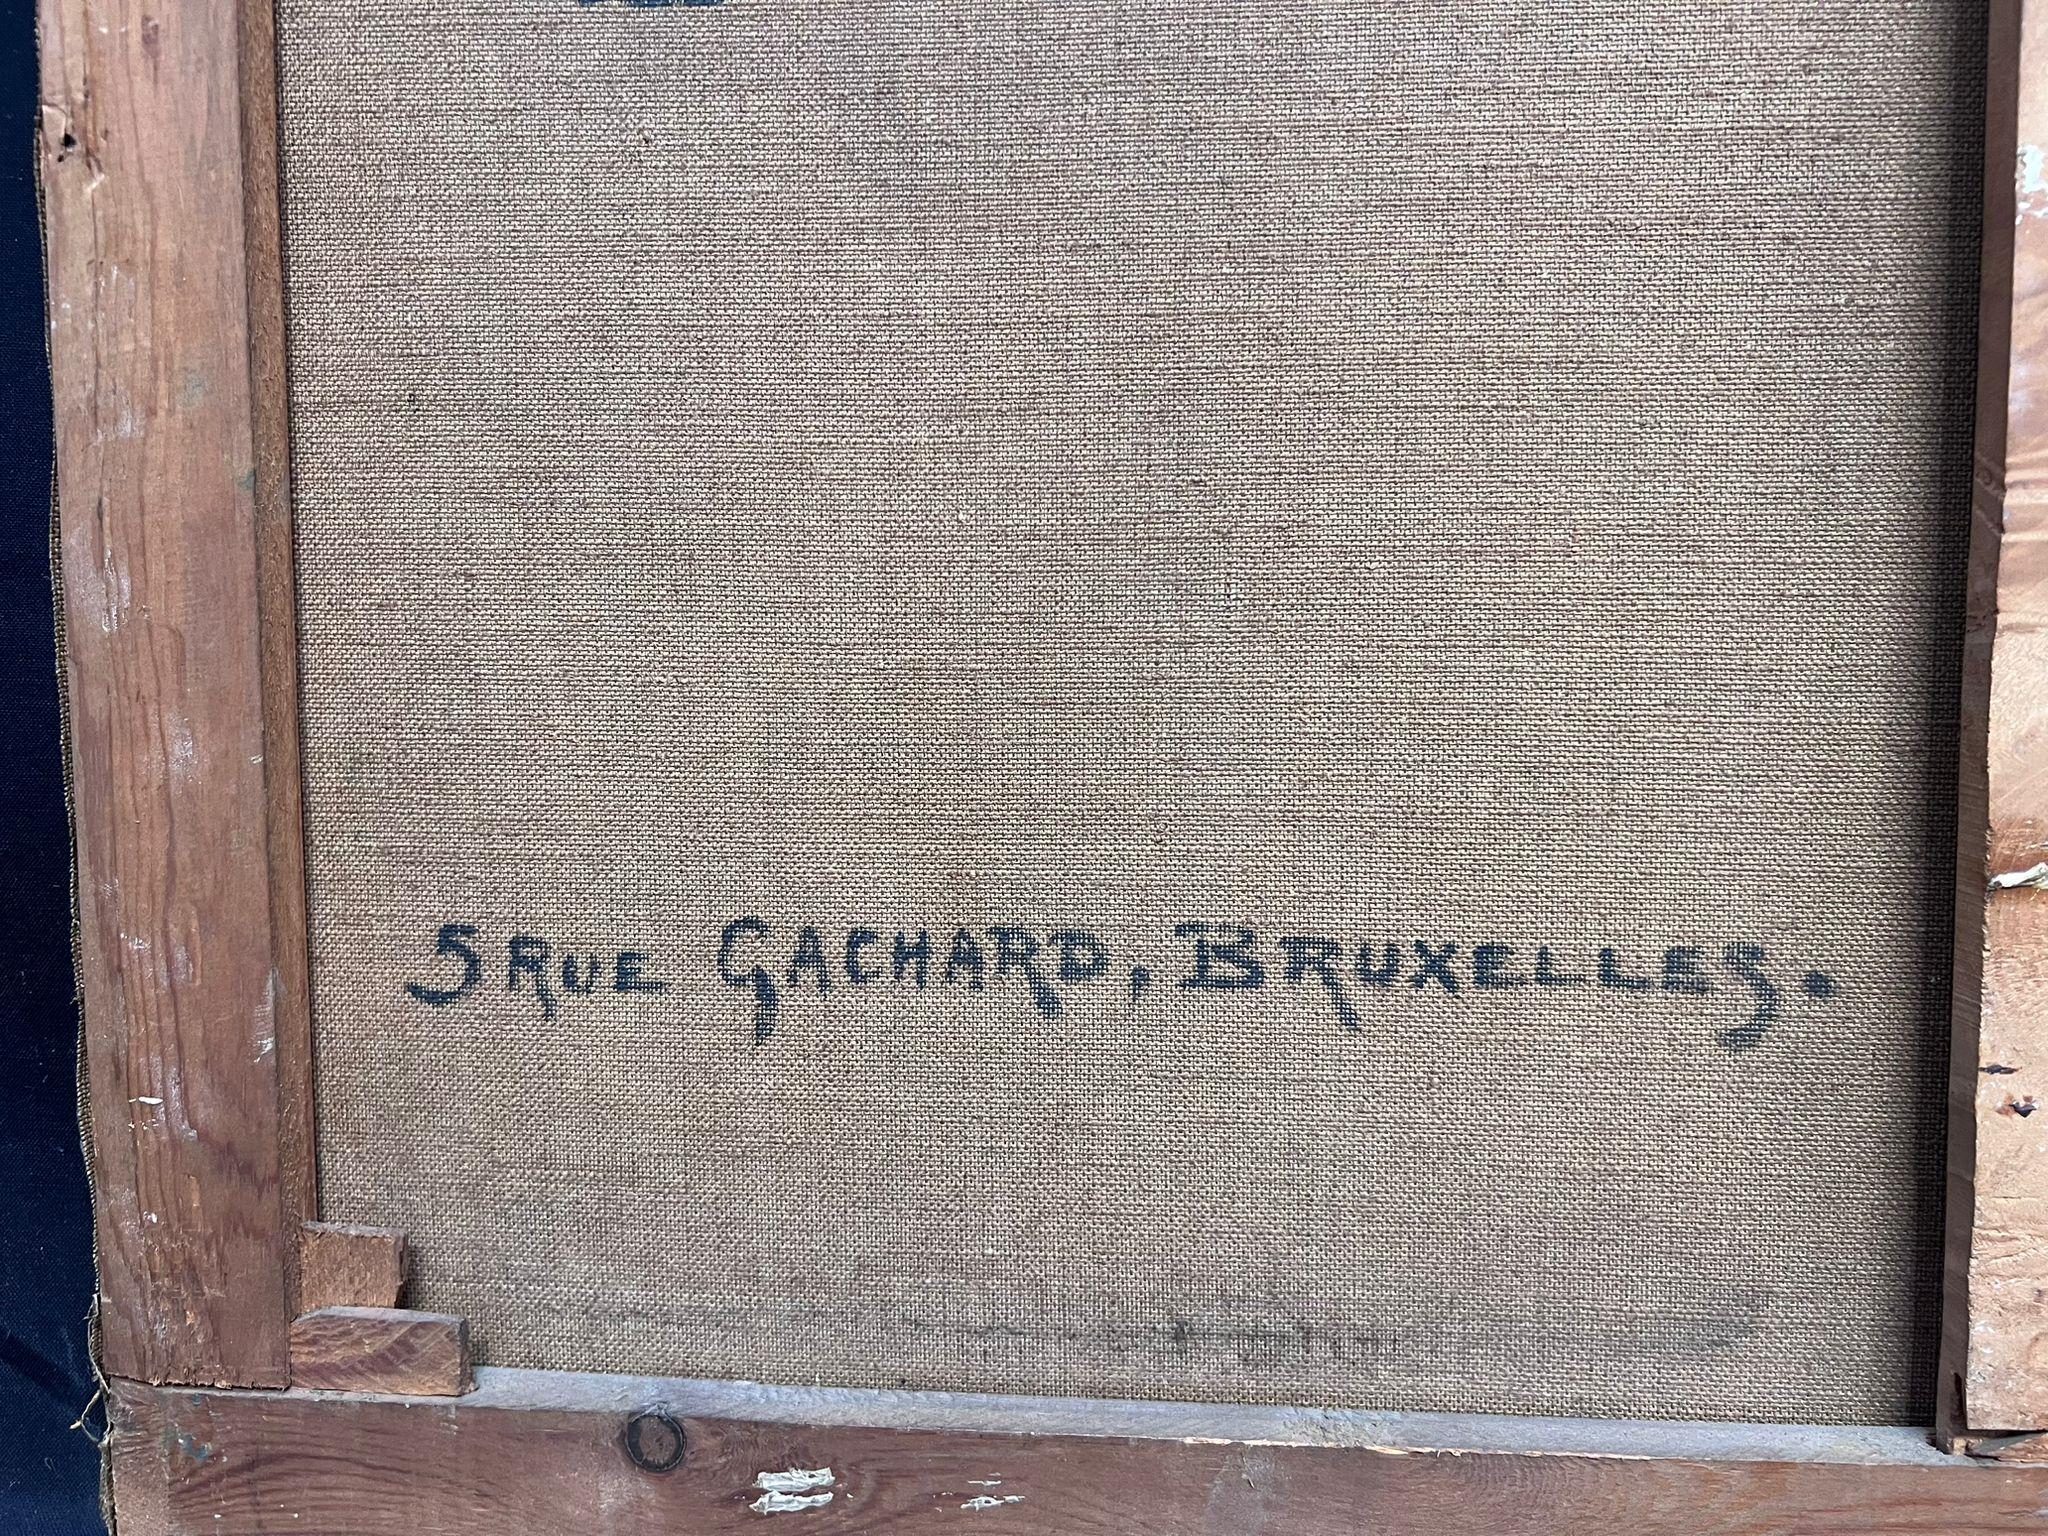 5 RUE GACHARD, BRUXELLES.